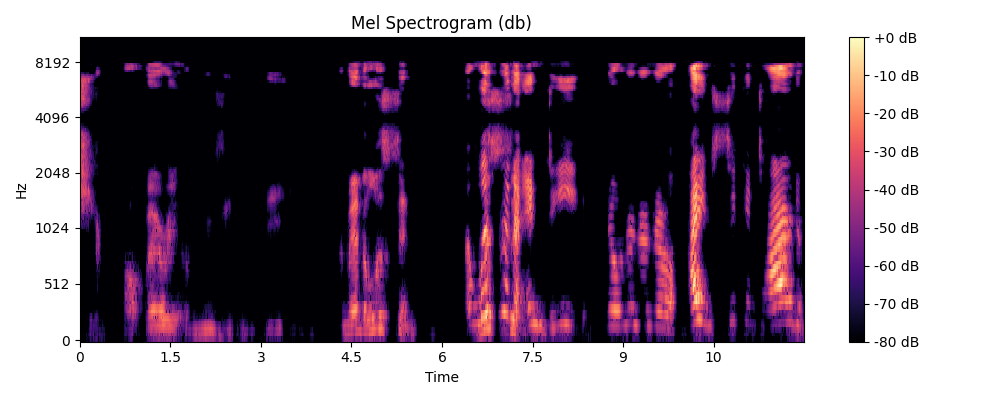 Mel Spectrogram (db)
8192
4096
2048
1024
512
0
Hz
0 1.5 3 4.5 6 7.5 9 10
Time
+0 dB
-10 dB
-20 dB
-30 dB
-40 dB
-50 dB
-60 dB
-70 dB
-80 dB